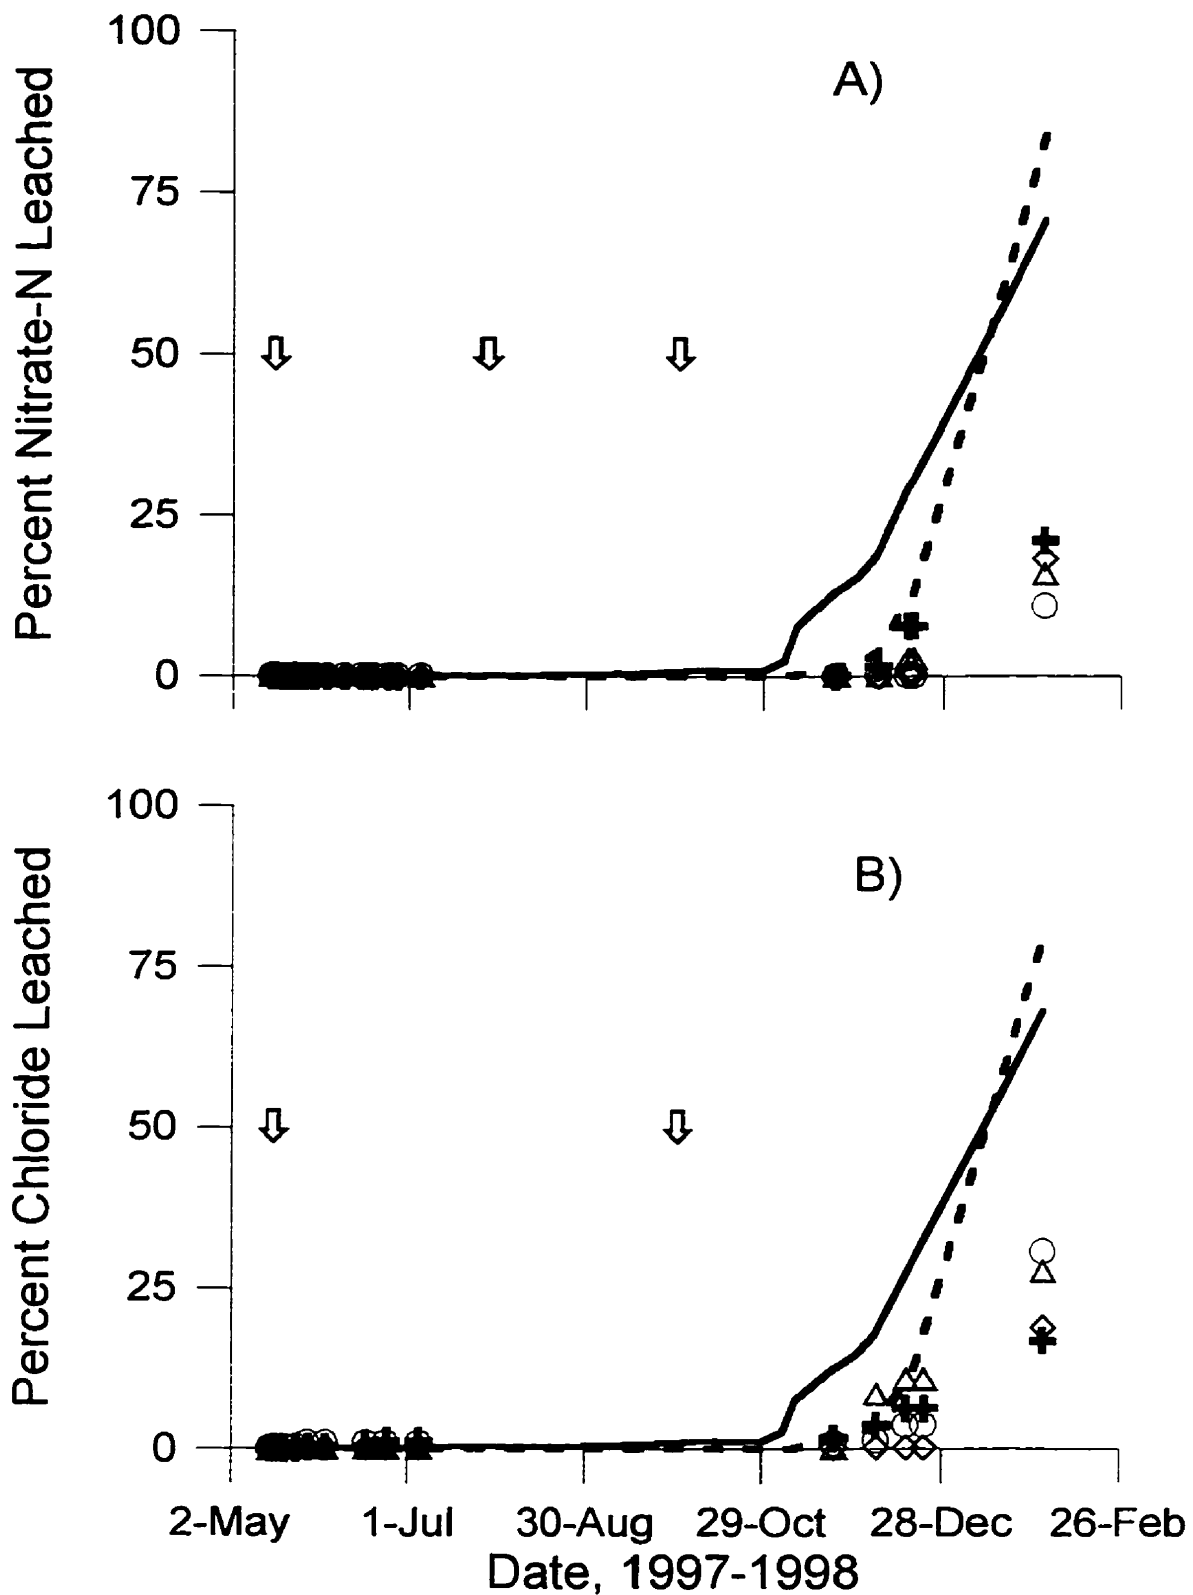 100
A)
75
50
25
0
Percent Nitrate-N Leached
100
B)
75
50
25
0
Percent Chloride Leached
2-May 1-Jul 30-Aug 29-Oct 28-Dec 26-Feb
Date, 1997-1998